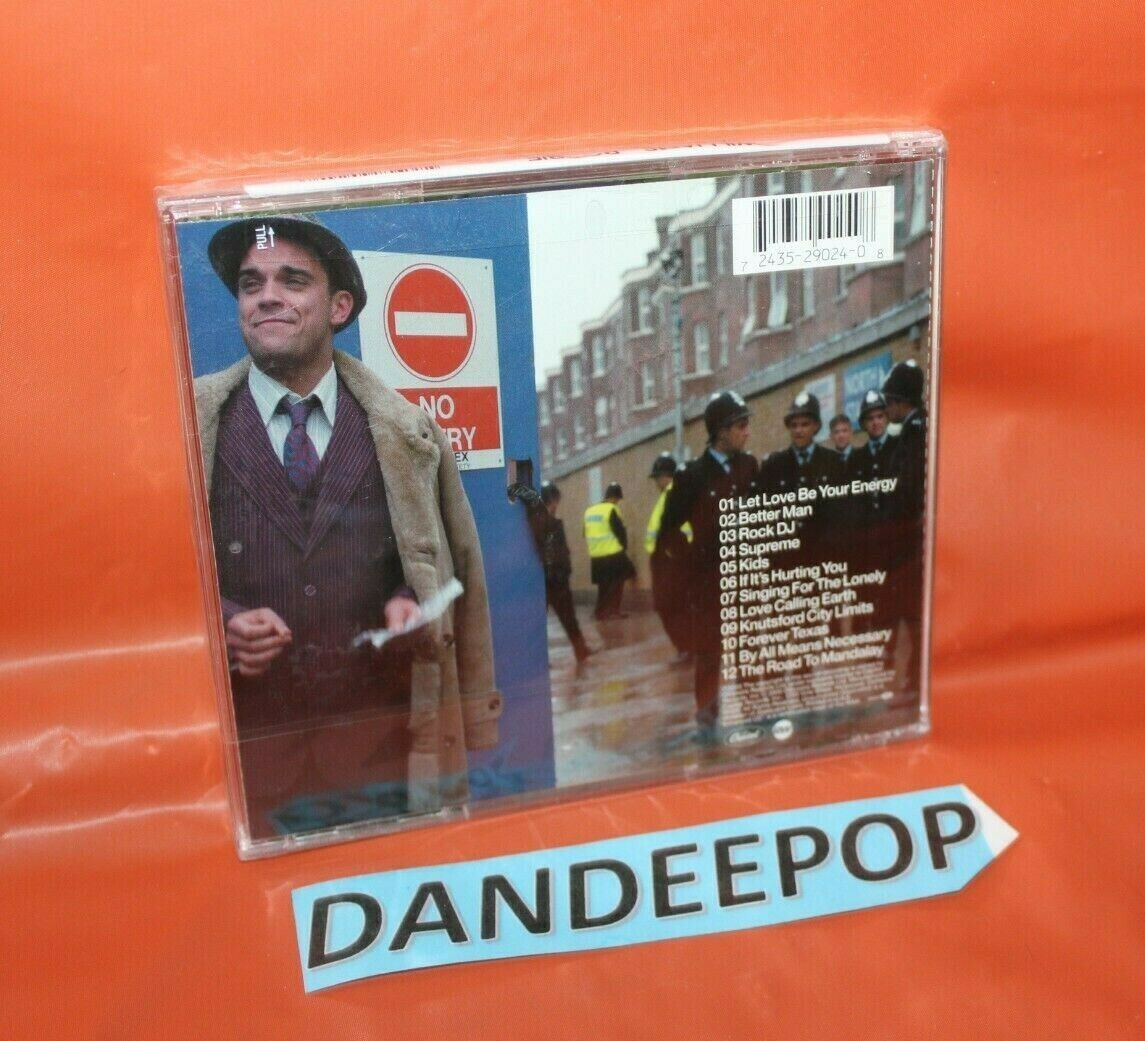 PULL
7 2435-29024-0 8
NO
RY
EX
NORTH
01 Let Love Be Your Energy
02 Better Man
03 Rock DJ
04 Supreme
05 Kids
06 If It's Hurting You
07 Singing For The Lonely
08 Love Calling Earth
09 Knutsford City Limits
10 Forever Texas
11 By All Means Necessary
12 The Road To Mandalay
Capitol
DANDEEPOP